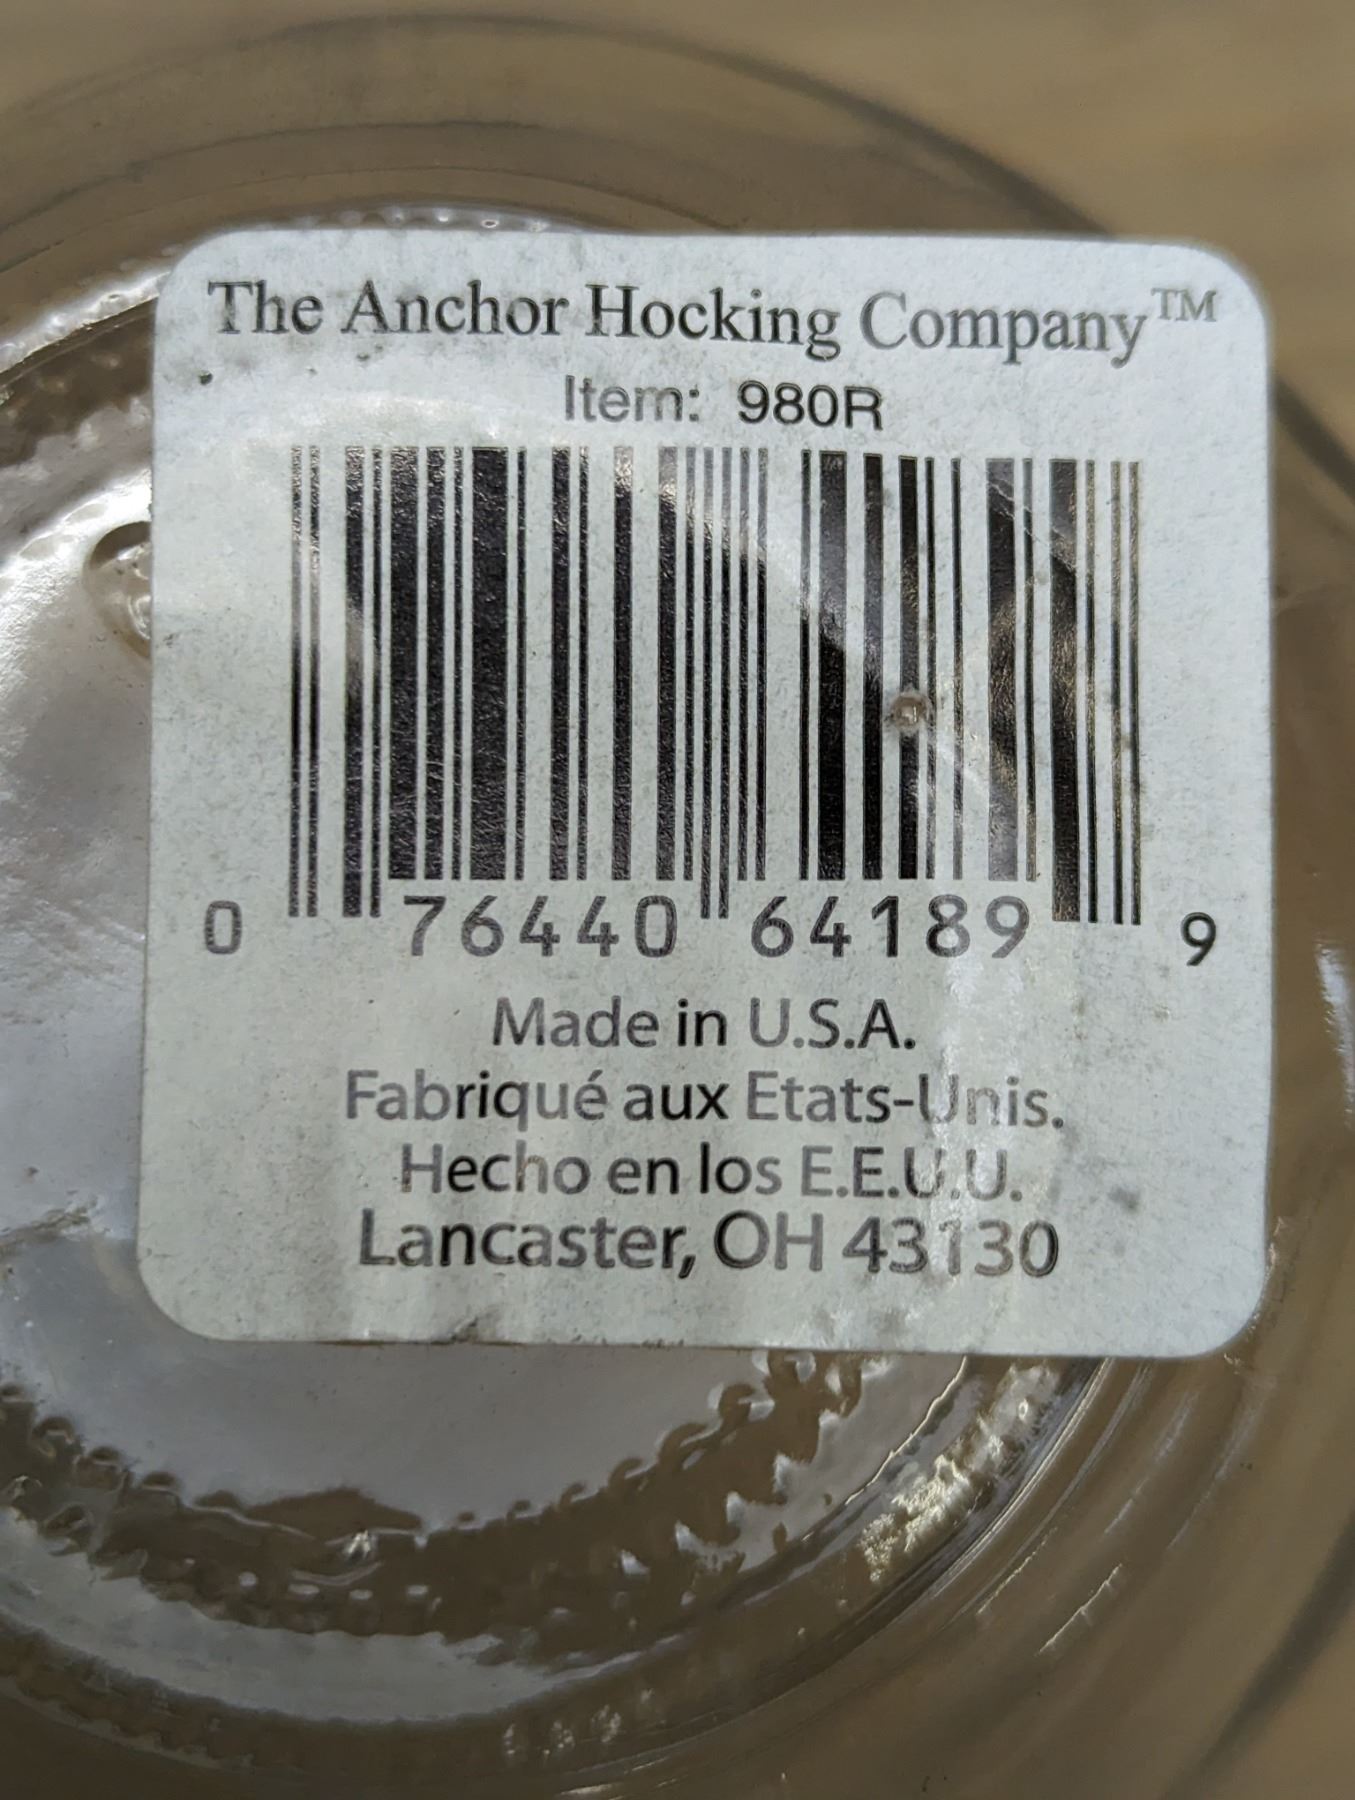 The Anchor Hocking Company™
Item: 980R
0 76440 64189 9
Made in U.S.A.
Fabriqué aux Etats-Unis.
Hecho en los E.E.U.U.
Lancaster, OH 43130